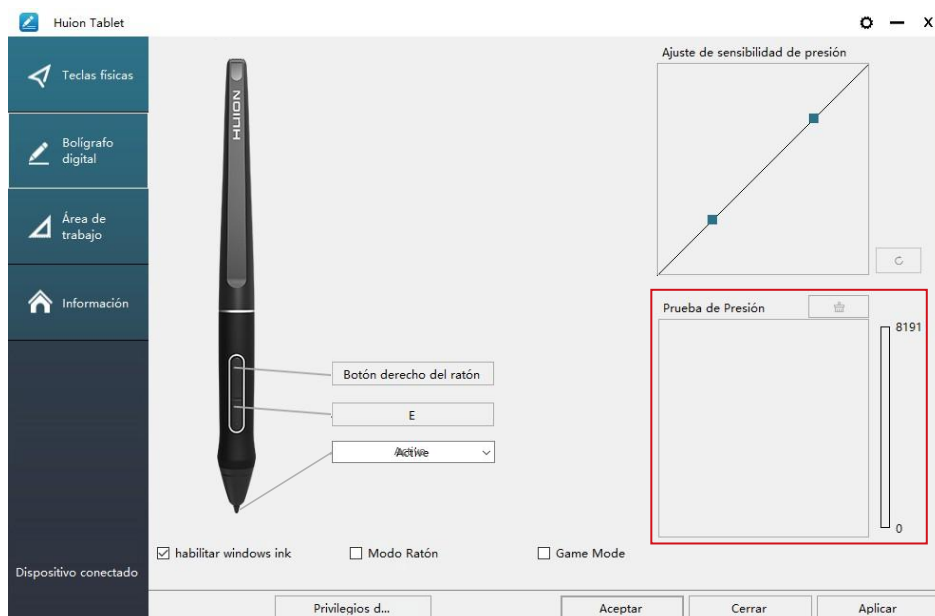 Huion Tablet
Teclas físicas
Bolígrafo
digital
Área de
trabajo
Información
Dispositivo conectado
HUION
Botón derecho del ratón
E
habilitar windows ink
Modo Ratón
Game Mode
Ajuste de sensibilidad de presión
Prueba de Presión
8191
0
Privilegios d...
Aceptar
Cerrar
Aplicar